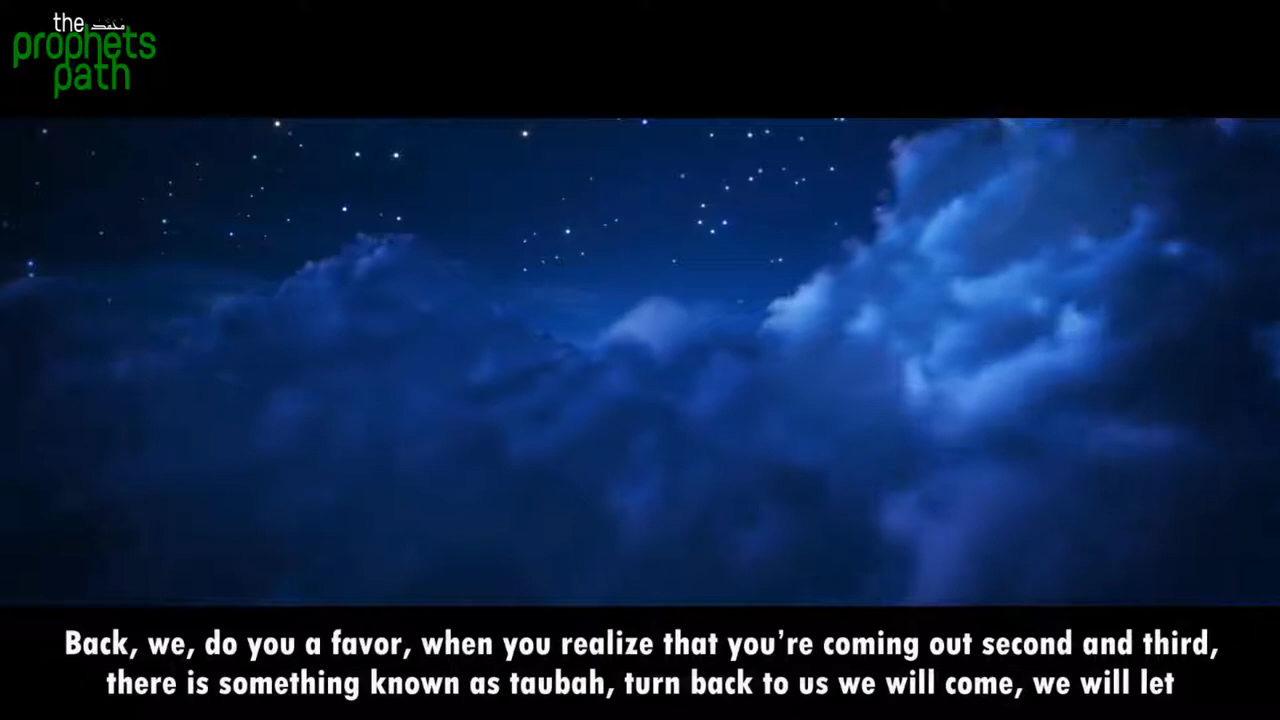 the محمد
prophets
path
Back, we, do you a favor, when you realize that you're coming out second and third,
there is something known as taubah, turn back to us we will come, we will let